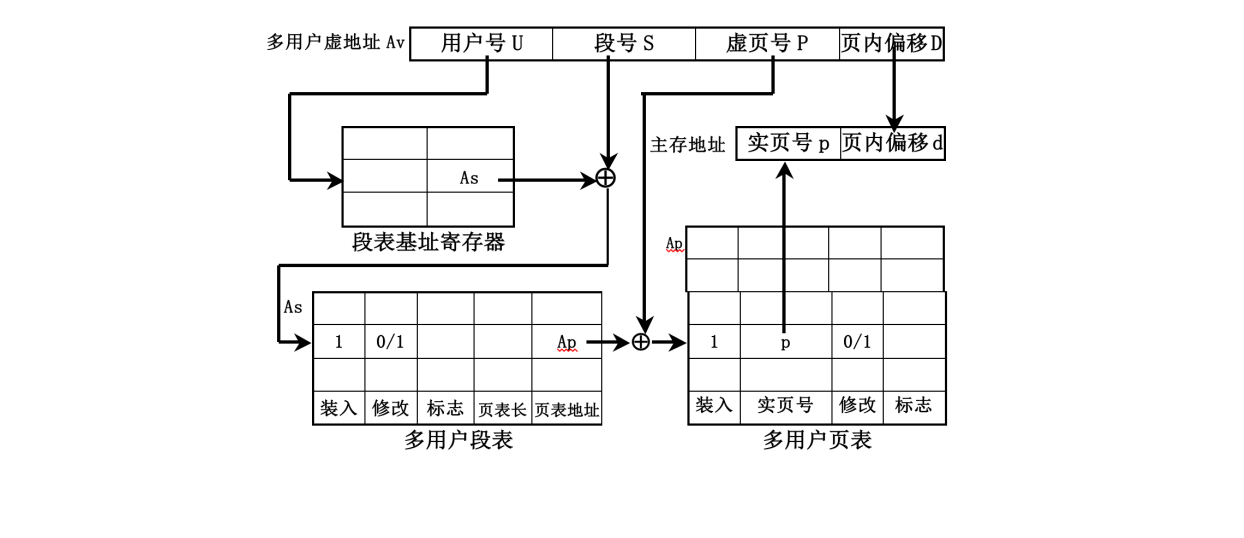 多用户虚地址 Av 用户号 U 段号 S 虚页号 P 页内偏移D
主存地址 实页号 p 页内偏移d
As
段表基址寄存器
Ap
As
1 0/1 Ap
装入 修改 标志 页表长 页表地址
多用户段表
1 p 0/1
装入 实页号 修改 标志
多用户页表